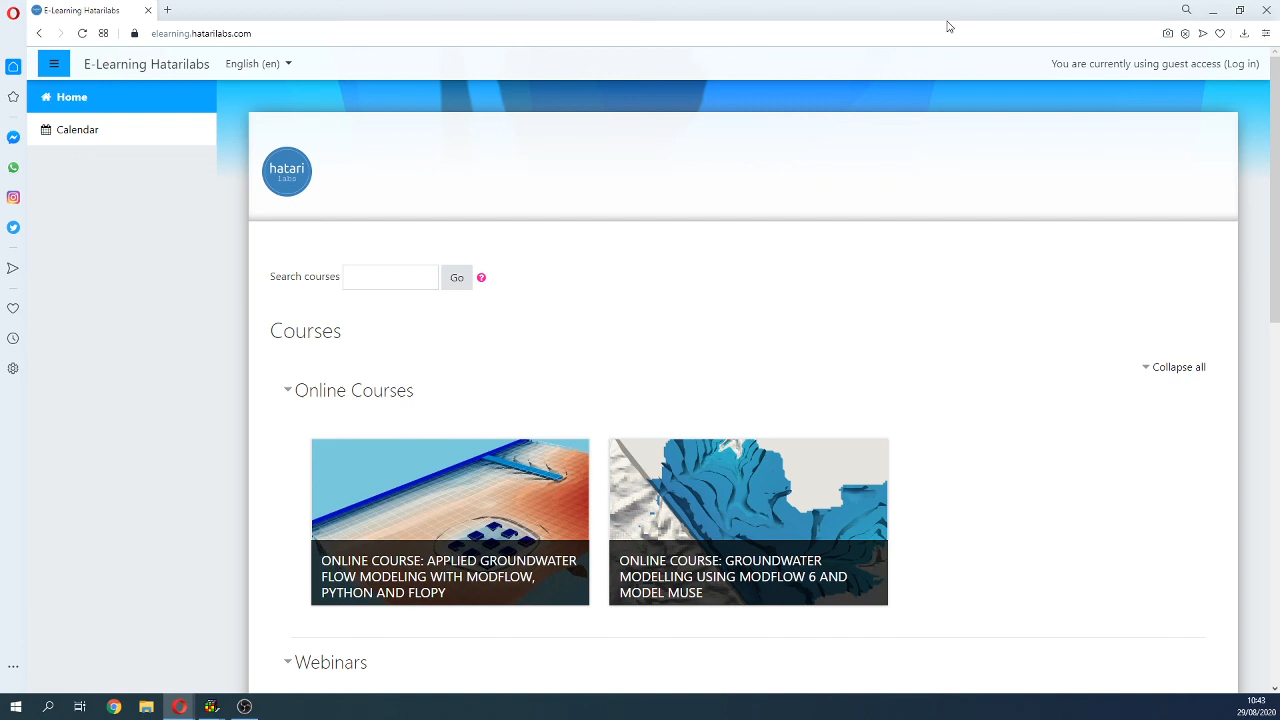 E-Learning Hatarilabs
elearning.hatarilabs.com
E-Learning Hatarilabs
English (en)
You are currently using guest access (Log in)
Home
Calendar
hatari
labs
Search courses
Go
?
Courses
Collapse all
Online Courses
ONLINE COURSE: APPLIED GROUNDWATER
FLOW MODELING WITH MODFLOW,
PYTHON AND FLOPY
ONLINE COURSE: GROUNDWATER
MODELLING USING MODFLOW 6 AND
MODEL MUSE
Webinars
10:43
29/08/2020